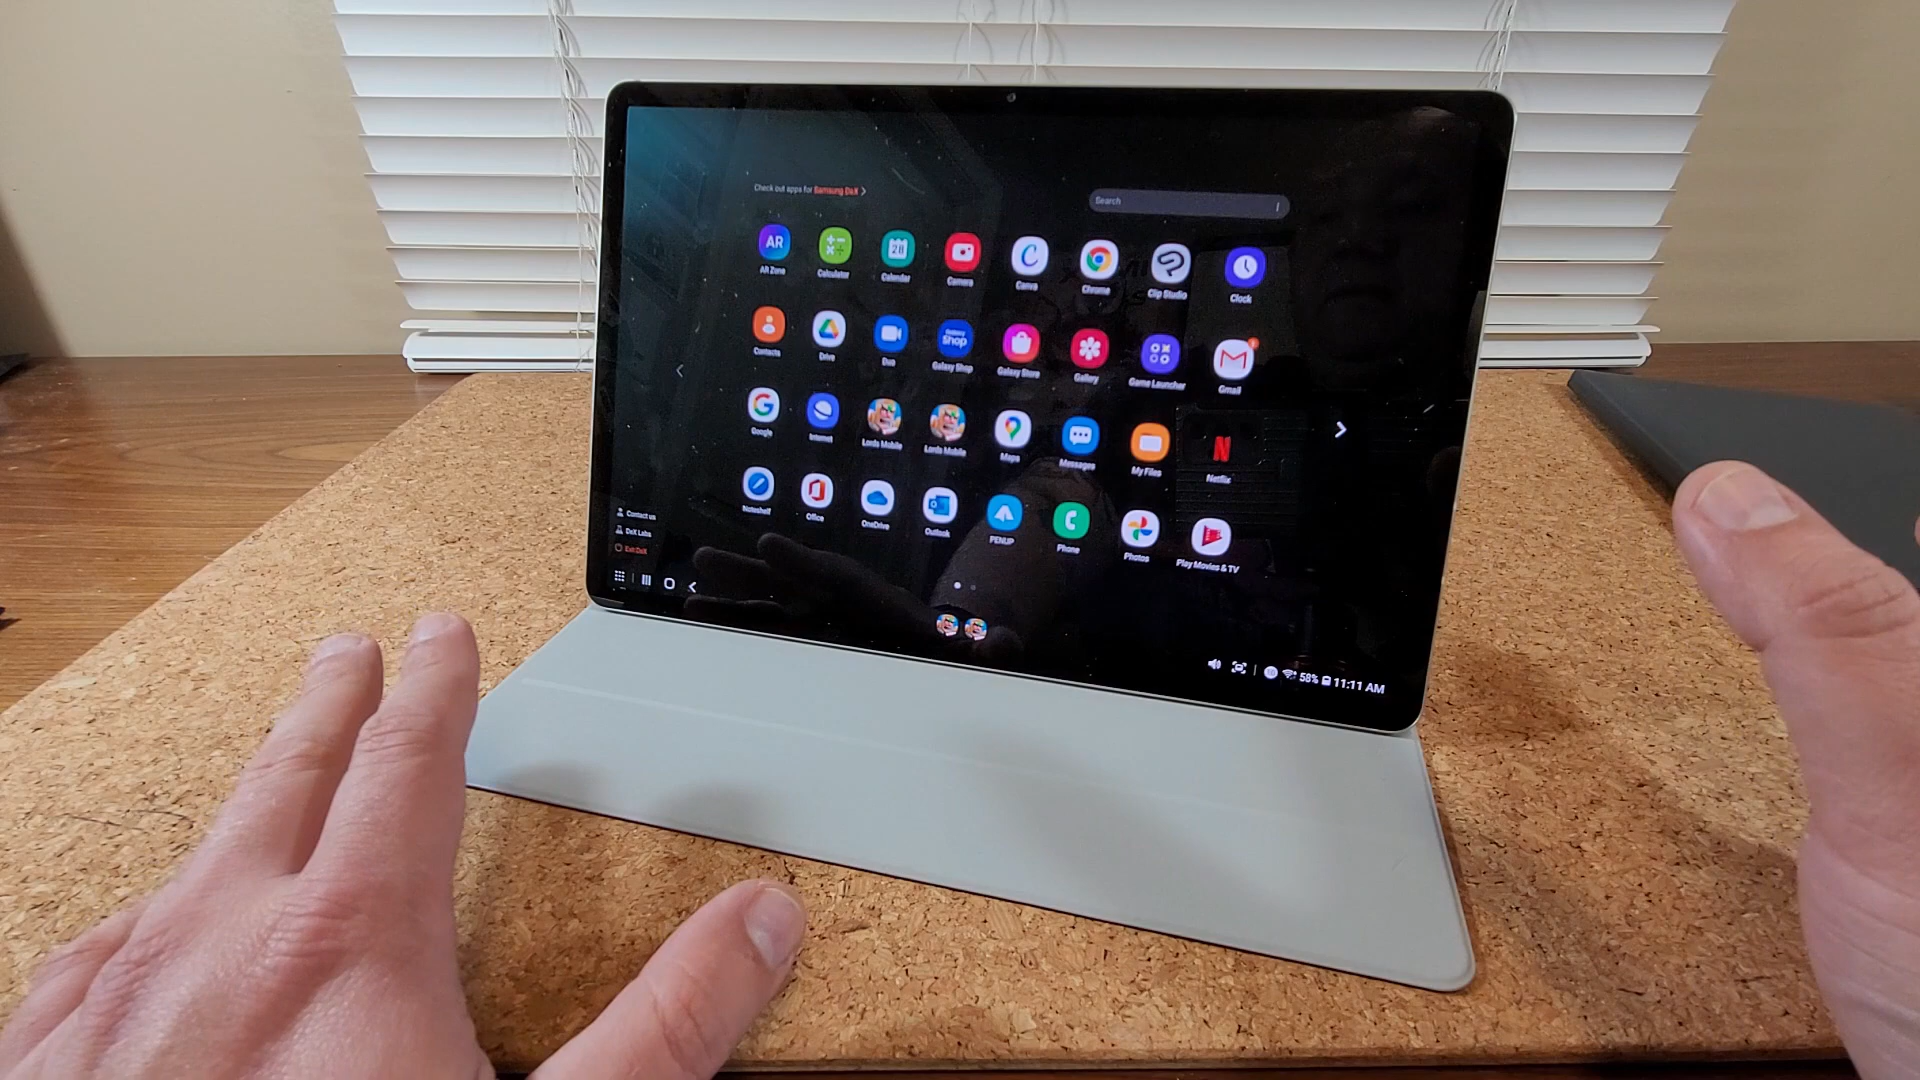 Check out apps for Samsung DeX >
Search
AR
AR Zone
Calculator
28
Calendar
Camera
Canva
Chrome
Clip Studio
Clock
Contacts
Drive
Duo
Shop
Galaxy Shop
Galaxy Store
Gallery
Game Launcher
Gmail
Google
Internet
Lords Mobile
Lords Mobile
Maps
Messages
My Files
N
Netflix
Noteshelf
Office
OneDrive
Outlook
PENUP
Phone
Photos
Play Movies & TV
Contact us
DeX Labs
Exit DeX
58% 11:11 AM